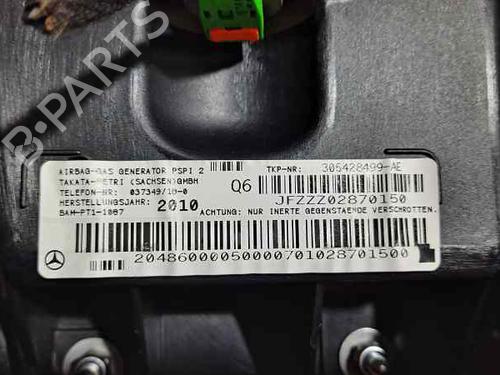 B-PARTS
AIRBAG-GAS GENERATOR PSPI 2
TAKATA-PETRI (SACHSEN)GMBH
TELEFON-NR: 037349/18-0
HERSTELLUNGSJAHR: 2010
BAM-PT1-1087
TKP-NR: 305428499-AE
Q6
JFZZZ02870150
ACHTUNG: NUR INERTE GEGENSTAENDE VERSCHROTTEN.
20486000050000701028701500